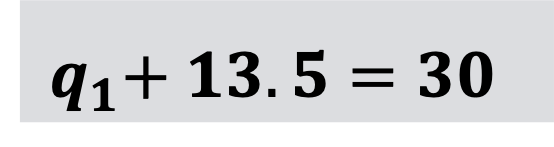 q₁ + 13.5 = 30